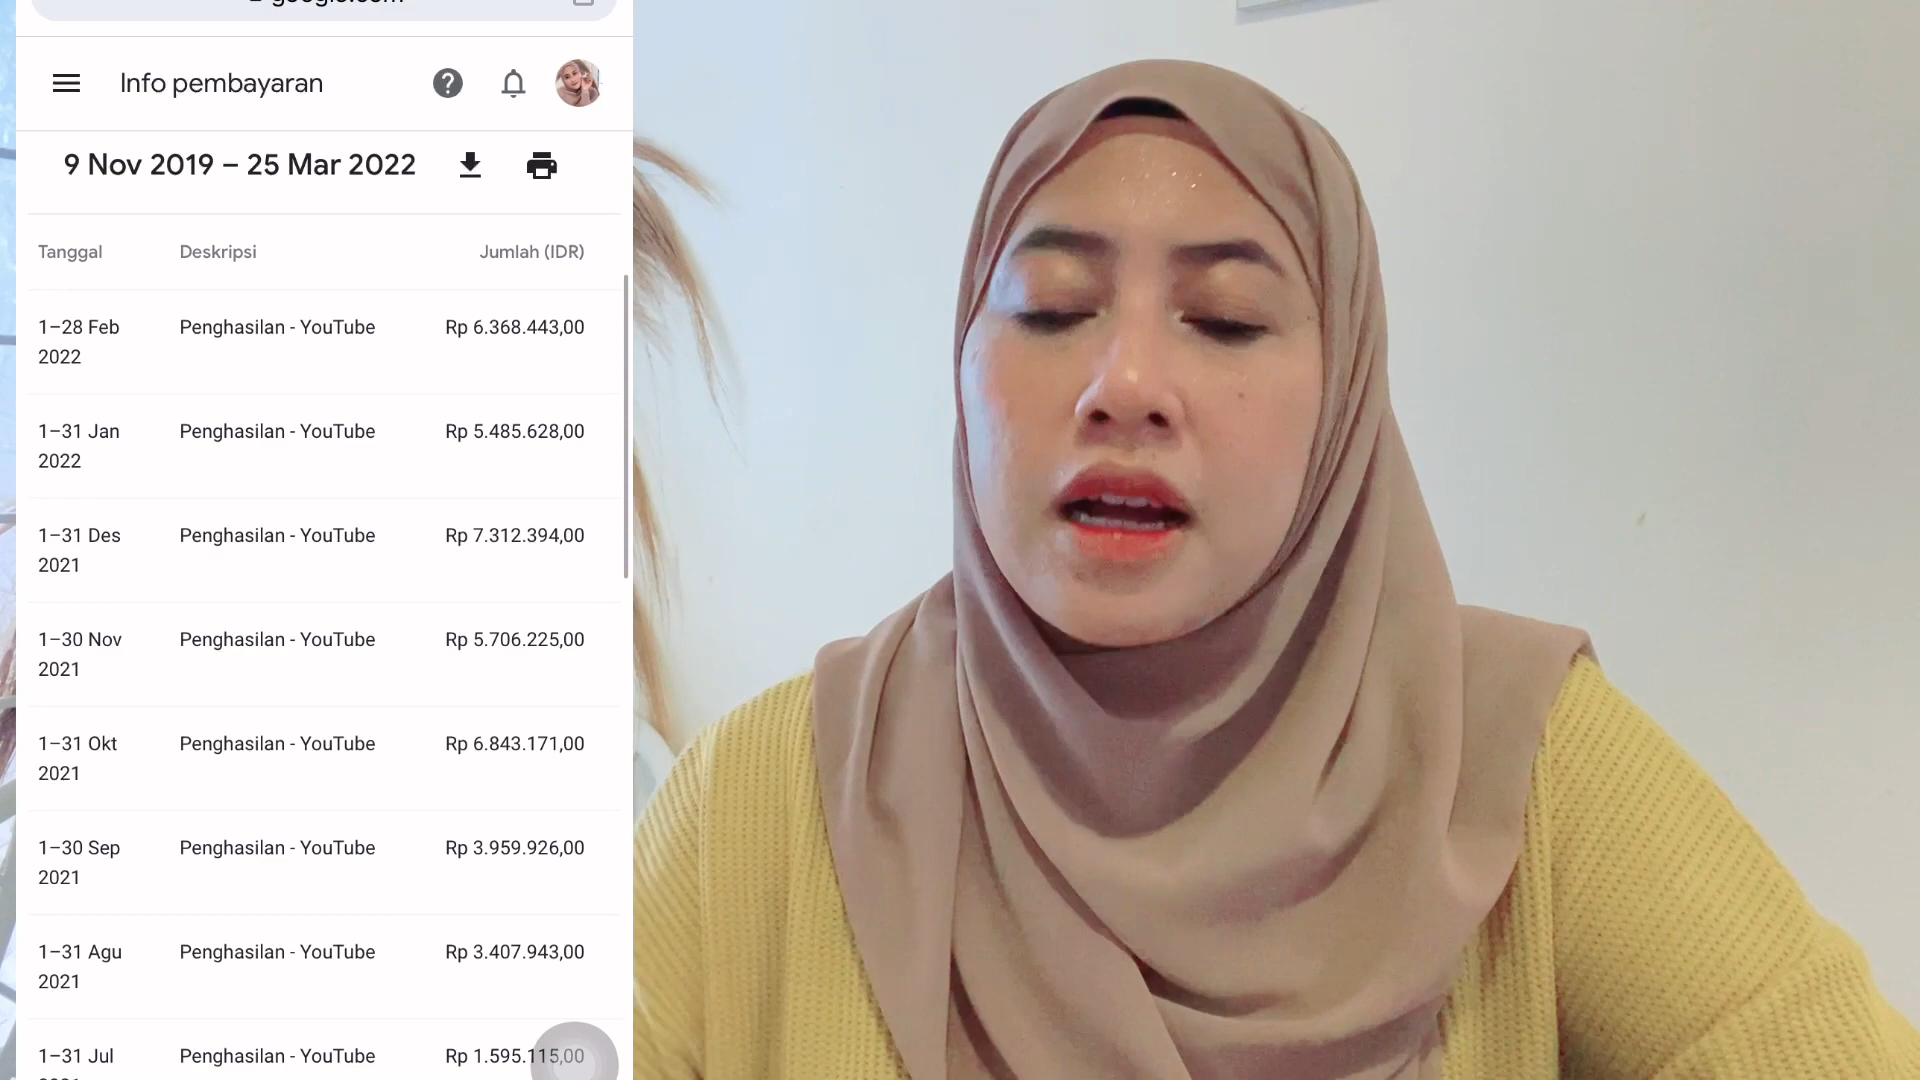 google.com
Info pembayaran
9 Nov 2019 – 25 Mar 2022
Tanggal Deskripsi Jumlah (IDR)
1–28 Feb Penghasilan - YouTube Rp 6.368.443,00
2022
1–31 Jan Penghasilan - YouTube Rp 5.485.628,00
2022
1–31 Des Penghasilan - YouTube Rp 7.312.394,00
2021
1–30 Nov Penghasilan - YouTube Rp 5.706.225,00
2021
1–31 Okt Penghasilan - YouTube Rp 6.843.171,00
2021
1–30 Sep Penghasilan - YouTube Rp 3.959.926,00
2021
1–31 Agu Penghasilan - YouTube Rp 3.407.943,00
2021
1–31 Jul Penghasilan - YouTube Rp 1.595.115,00